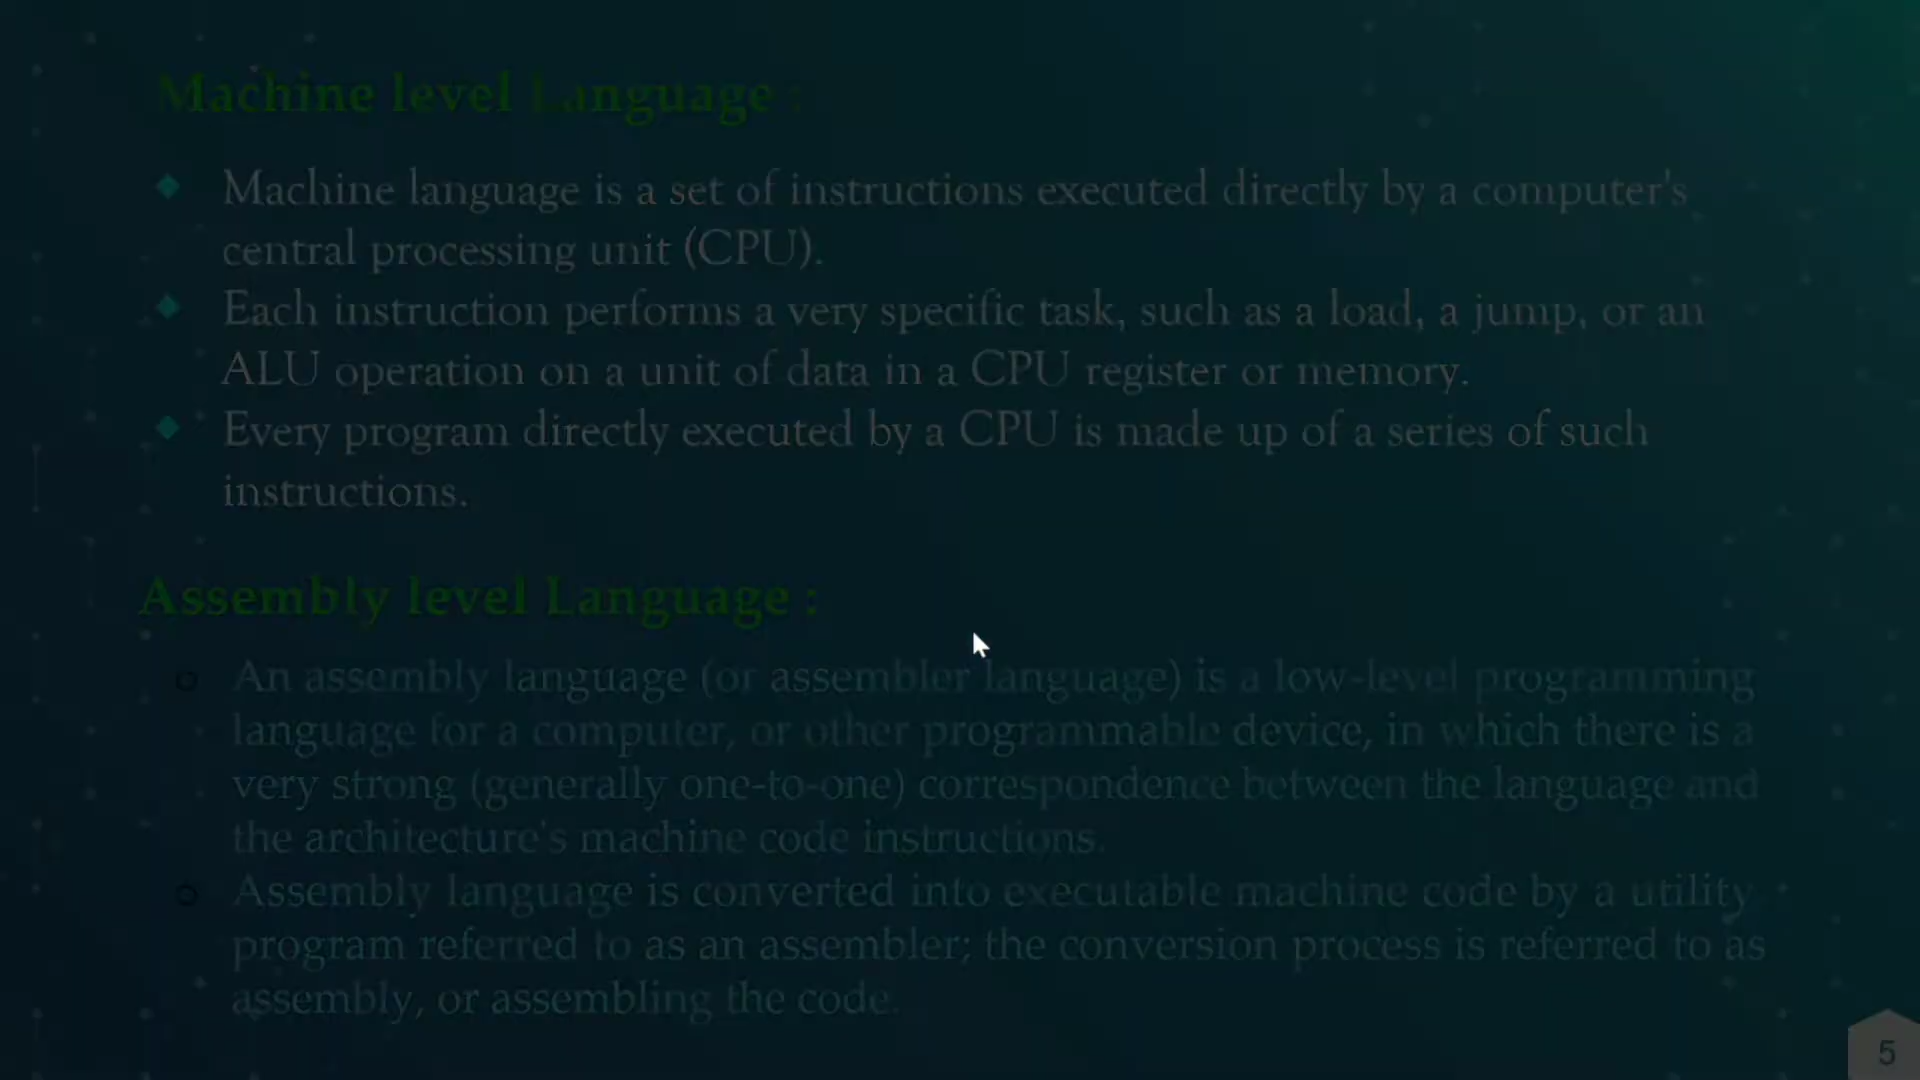 Machine level Language :
Machine language is a set of instructions executed directly by a computer's
central processing unit (CPU).
Each instruction performs a very specific task, such as a load, a jump, or an
ALU operation on a unit of data in a CPU register or memory.
Every program directly executed by a CPU is made up of a series of such
instructions.
Assembly level Language :
An assembly language (or assembler language) is a low-level programming
language for a computer, or other programmable device, in which there is a
very strong (generally one-to-one) correspondence between the language and
the architecture's machine code instructions.
Assembly language is converted into executable machine code by a utility
program referred to as an assembler; the conversion process is referred to as
assembly, or assembling the code.
5